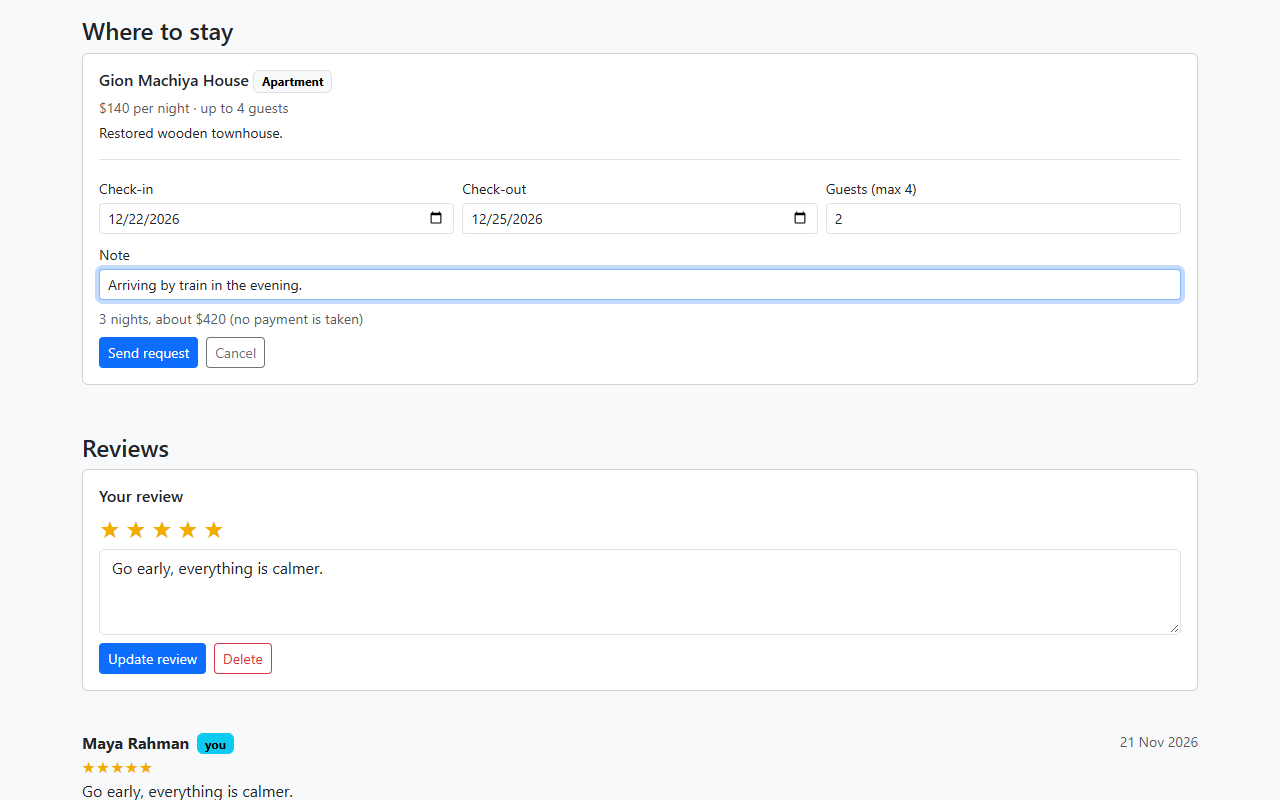 Where to stay
Gion Machiya House Apartment
$140 per night · up to 4 guests
Restored wooden townhouse.
Check-in Check-out Guests (max 4)
12/22/2026 12/25/2026 2
Note
Arriving by train in the evening.
3 nights, about $420 (no payment is taken)
Send request Cancel
Reviews
Your review
★ ★ ★ ★ ★
Go early, everything is calmer.
Update review Delete
Maya Rahman you 21 Nov 2026
★★★★★
Go early, everything is calmer.